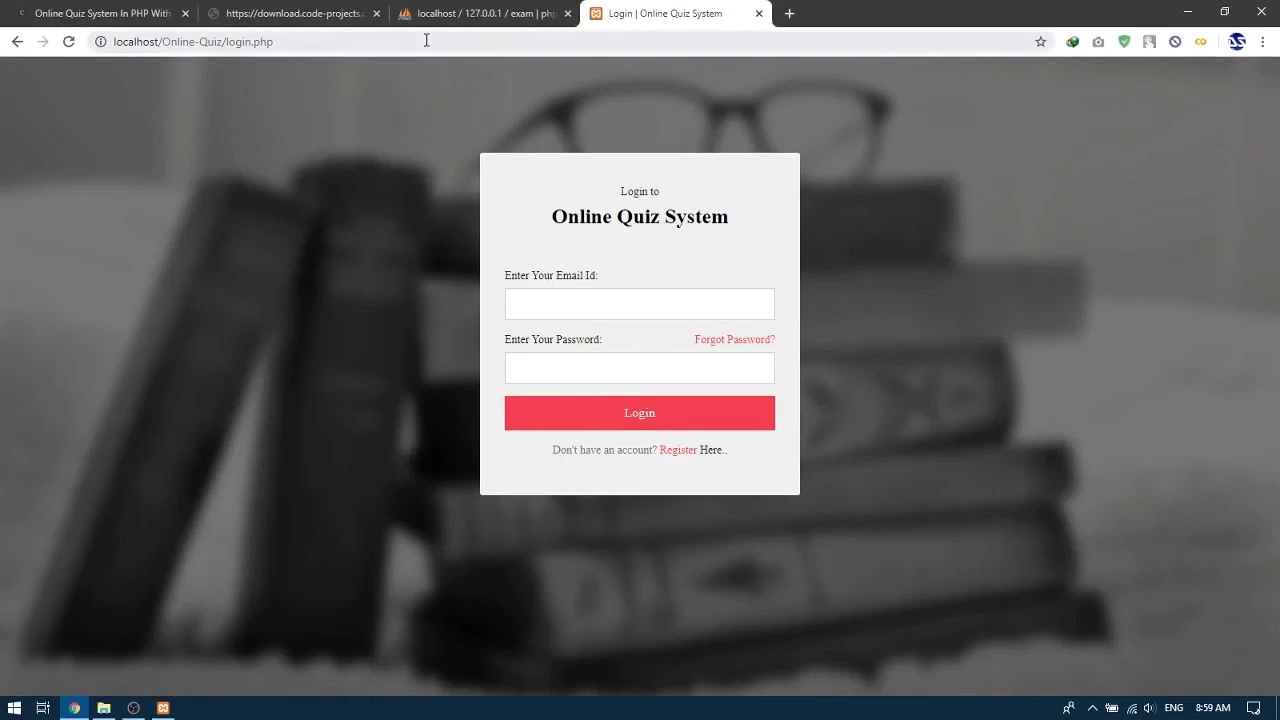 Online Quiz System In PHP With
https://download.code-projects.
localhost / 127.0.0.1 / exam | php
Login | Online Quiz System
localhost/Online-Quiz/login.php
Login to
Online Quiz System
Enter Your Email Id:
Enter Your Password:
Forgot Password?
Login
Don't have an account? Register Here..
ENG
8:59 AM